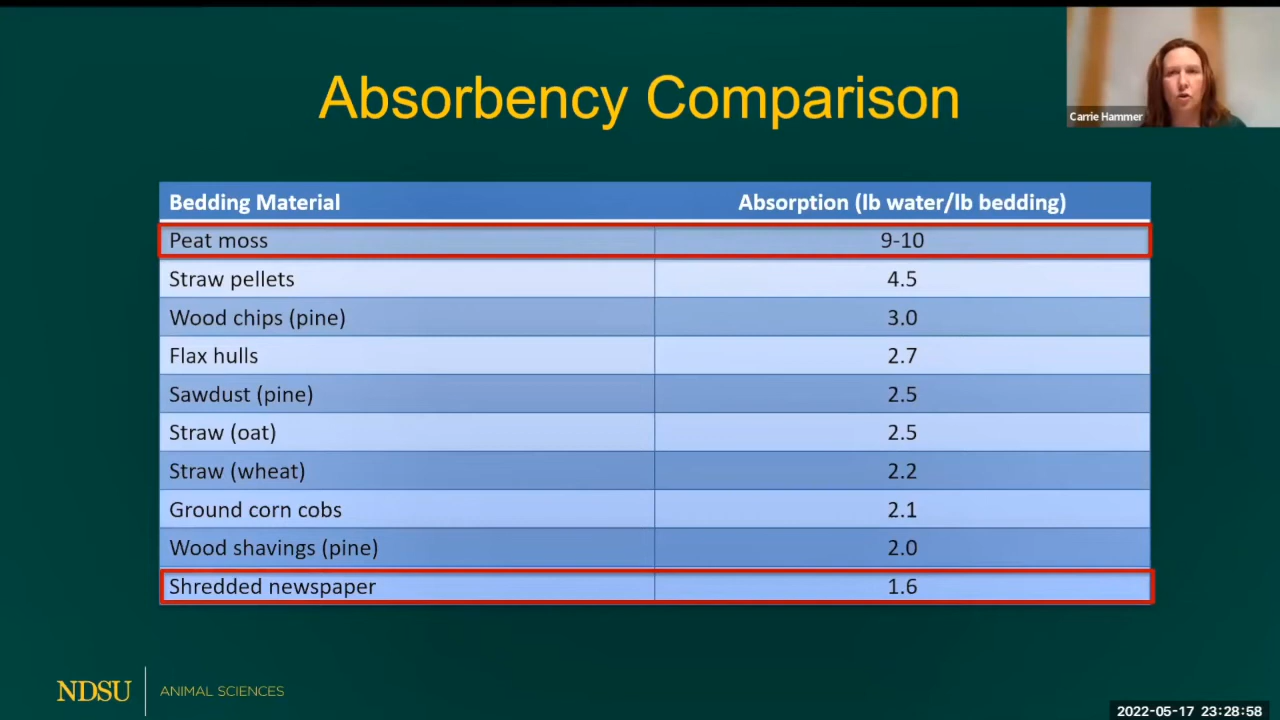 Absorbency Comparison
Carrie Hammer
Bedding Material Absorption (lb water/lb bedding)
Peat moss 9-10
Straw pellets 4.5
Wood chips (pine) 3.0
Flax hulls 2.7
Sawdust (pine) 2.5
Straw (oat) 2.5
Straw (wheat) 2.2
Ground corn cobs 2.1
Wood shavings (pine) 2.0
Shredded newspaper 1.6
NDSU ANIMAL SCIENCES
2022-05-17 23:28:58